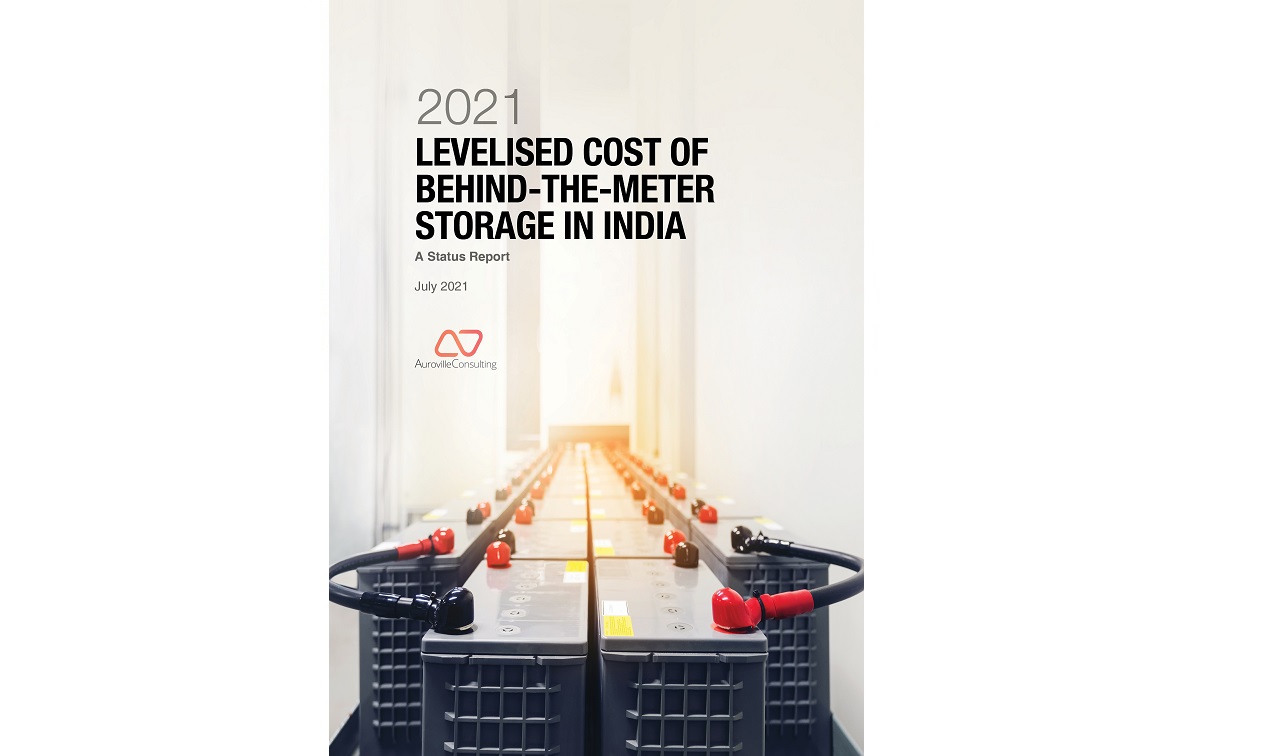 2021
LEVELISED COST OF
BEHIND-THE-METER
STORAGE IN INDIA
A Status Report
July 2021
AurovilleConsulting